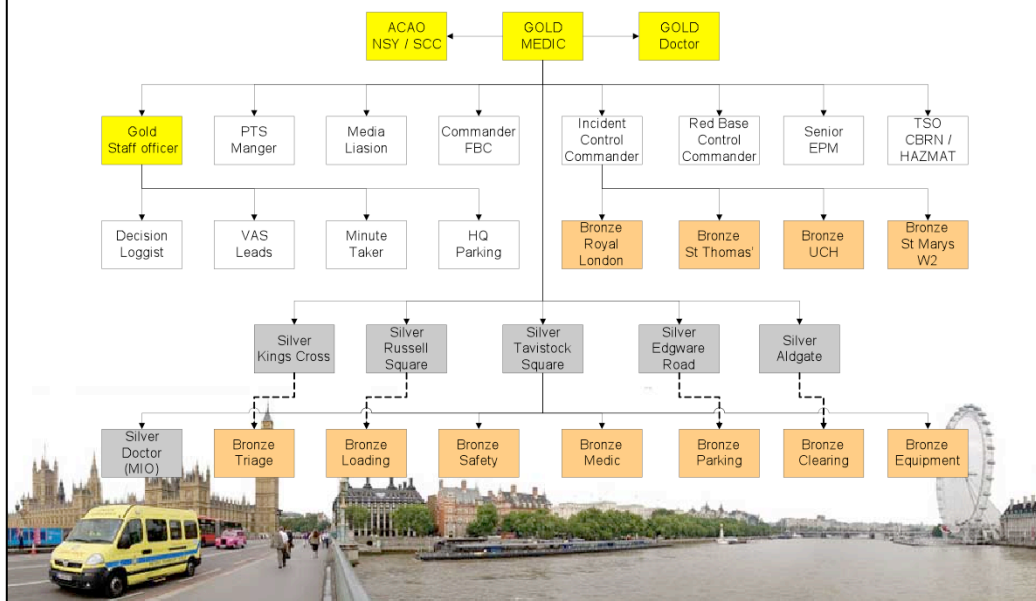 ACAO
NSY / SCC
GOLD
MEDIC
GOLD
Doctor
Gold
Staff officer
PTS
Manger
Media
Liasion
Commander
FBC
Incident
Control
Commander
Red Base
Control
Commander
Senior
EPM
TSO
CBRN /
HAZMAT
Decision
Loggist
VAS
Leads
Minute
Taker
HQ
Parking
Bronze
Royal
London
Bronze
St Thomas'
Bronze
UCH
Bronze
St Marys
W2
Silver
Kings Cross
Silver
Russell
Square
Silver
Tavistock
Square
Silver
Edgware
Road
Silver
Aldgate
Silver
Doctor
(MIO)
Bronze
Triage
Bronze
Loading
Bronze
Safety
Bronze
Medic
Bronze
Parking
Bronze
Clearing
Bronze
Equipment